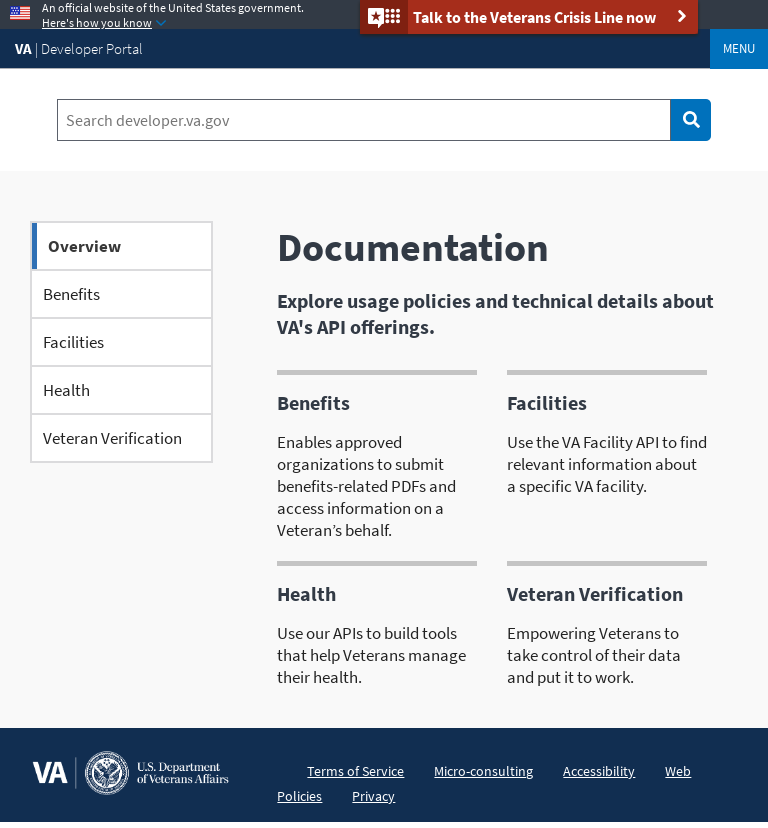 An official website of the United States government.
Here's how you know
Talk to the Veterans Crisis Line now
VA | Developer Portal
MENU
Search developer.va.gov
Overview
Benefits
Facilities
Health
Veteran Verification
Documentation
Explore usage policies and technical details about
VA's API offerings.
Benefits
Enables approved
organizations to submit
benefits-related PDFs and
access information on a
Veteran’s behalf.
Facilities
Use the VA Facility API to find
relevant information about
a specific VA facility.
Health
Use our APIs to build tools
that help Veterans manage
their health.
Veteran Verification
Empowering Veterans to
take control of their data
and put it to work.
VA
U.S. Department
of Veterans Affairs
Terms of Service Micro-consulting Accessibility Web
Policies Privacy